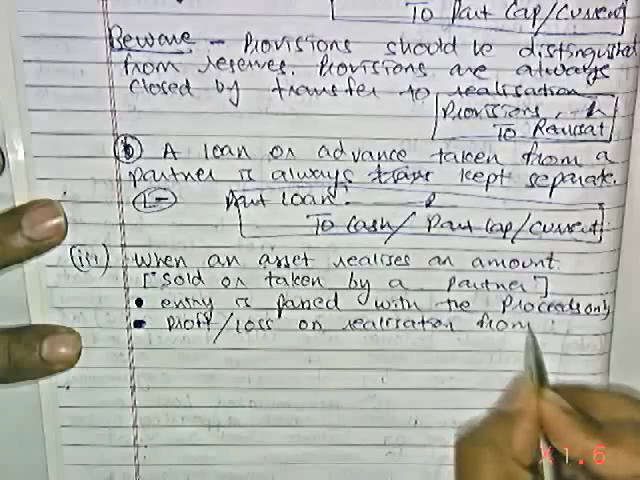 To Part Cap/Current
Beware - Provisions should be distinguished
from reserves. Provisions are always
closed by transfer to realisation
Provisions
To Realisat
(b) A loan or advance taken from a
partner is always kept separate.
Part Loan
To Cash/ Part Cap/Current
(iii) When an asset realises an amount
[Sold or taken by a partner]
• entry is passed with the Proceeds only
• Profit/Loss on realisation from
X1.6